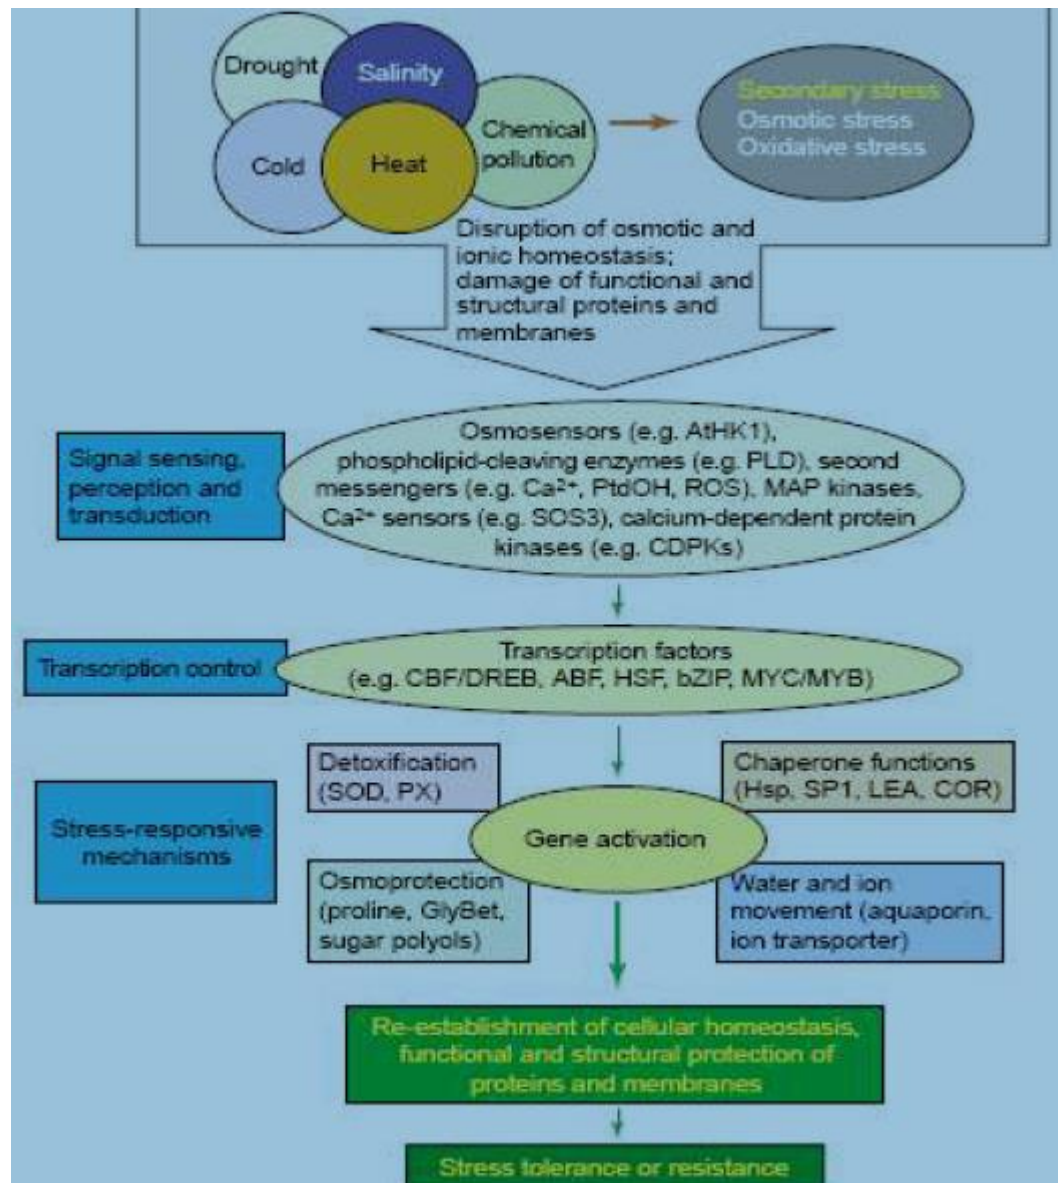 Drought
Salinity
Cold
Heat
Chemical
pollution
Secondary stress
Osmotic stress
Oxidative stress
Disruption of osmotic and
ionic homeostasis;
damage of functional and
structural proteins and
membranes
Signal sensing,
perception and
transduction
Osmosensors (e.g. AtHK1),
phospholipid-cleaving enzymes (e.g. PLD), second
messengers (e.g. Ca²⁺, PtdOH, ROS), MAP kinases,
Ca²⁺ sensors (e.g. SOS3), calcium-dependent protein
kinases (e.g. CDPKs)
Transcription control
Transcription factors
(e.g. CBF/DREB, ABF, HSF, bZIP, MYC/MYB)
Detoxification
(SOD, PX)
Chaperone functions
(Hsp, SP1, LEA, COR)
Stress-responsive
mechanisms
Gene activation
Osmoprotection
(proline, GlyBet,
sugar polyols)
Water and ion
movement (aquaporin,
ion transporter)
Re-establishment of cellular homeostasis,
functional and structural protection of
proteins and membranes
Stress tolerance or resistance